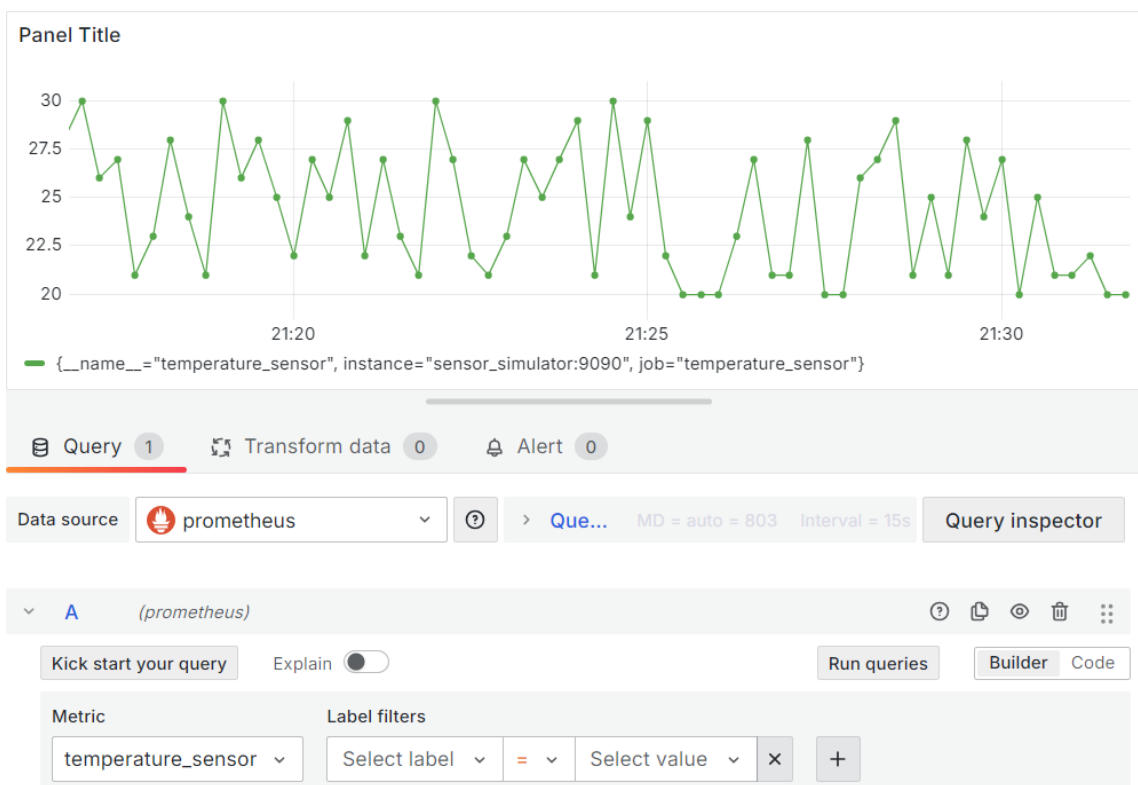 Panel Title
30
27.5
25
22.5
20
21:20 21:25 21:30
{__name__="temperature_sensor", instance="sensor_simulator:9090", job="temperature_sensor"}
Query 1 Transform data 0 Alert 0
Data source prometheus Que... MD = auto = 803 Interval = 15s Query inspector
A (prometheus)
Kick start your query Explain Run queries Builder Code
Metric Label filters
temperature_sensor Select label = Select value